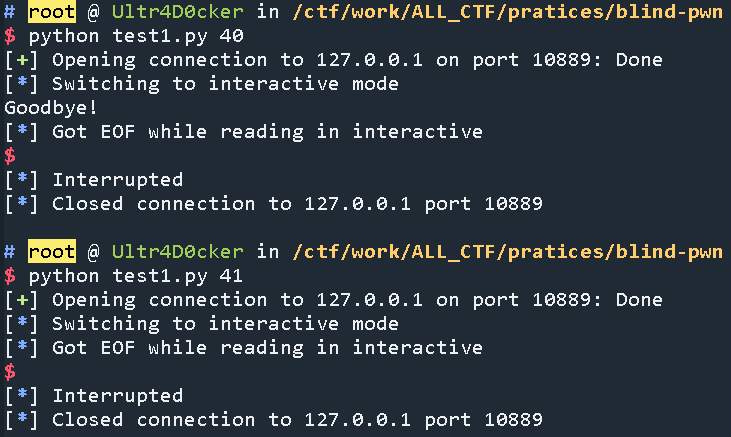 # root @ Ultr4D0cker in /ctf/work/ALL_CTF/pratices/blind-pwn
$ python test1.py 40
[+] Opening connection to 127.0.0.1 on port 10889: Done
[*] Switching to interactive mode
Goodbye!
[*] Got EOF while reading in interactive
$
[*] Interrupted
[*] Closed connection to 127.0.0.1 port 10889
# root @ Ultr4D0cker in /ctf/work/ALL_CTF/pratices/blind-pwn
$ python test1.py 41
[+] Opening connection to 127.0.0.1 on port 10889: Done
[*] Switching to interactive mode
[*] Got EOF while reading in interactive
$
[*] Interrupted
[*] Closed connection to 127.0.0.1 port 10889